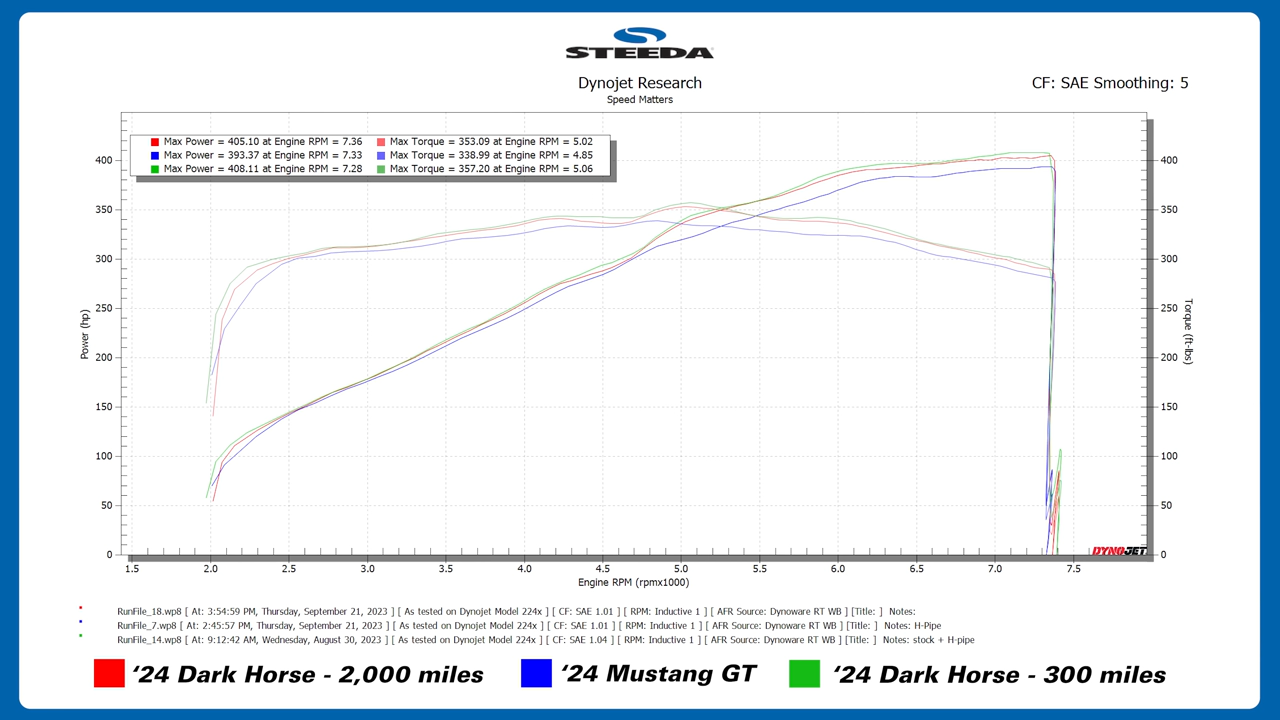 STEEDA
Dynojet Research
CF: SAE Smoothing: 5
Speed Matters
Max Power = 405.10 at Engine RPM = 7.36 Max Torque = 353.09 at Engine RPM = 5.02
Max Power = 393.37 at Engine RPM = 7.33 Max Torque = 338.99 at Engine RPM = 4.85
Max Power = 408.11 at Engine RPM = 7.28 Max Torque = 357.20 at Engine RPM = 5.06
400 400
350 350
300 300
250 250
Power (hp)
Torque (ft-lbs)
200 200
150 150
100 100
50 50
0 0
DYNOJET
1.5 2.0 2.5 3.0 3.5 4.0 4.5 5.0 5.5 6.0 6.5 7.0 7.5
Engine RPM (rpmx1000)
RunFile_18.wp8 [ At: 3:54:59 PM, Thursday, September 21, 2023 ] [ As tested on Dynojet Model 224x ] [ CF: SAE 1.01 ] [ RPM: Inductive 1 ] [ AFR Source: Dynoware RT WB ] [Title: ] Notes:
RunFile_7.wp8 [ At: 2:45:57 PM, Thursday, September 21, 2023 ] [ As tested on Dynojet Model 224x ] [ CF: SAE 1.01 ] [ RPM: Inductive 1 ] [ AFR Source: Dynoware RT WB ] [Title: ] Notes: H-Pipe
RunFile_14.wp8 [ At: 9:12:42 AM, Wednesday, August 30, 2023 ] [ As tested on Dynojet Model 224x ] [ CF: SAE 1.04 ] [ RPM: Inductive 1 ] [ AFR Source: Dynoware RT WB ] [Title: ] Notes: stock + H-pipe
‘24 Dark Horse - 2,000 miles ‘24 Mustang GT ‘24 Dark Horse - 300 miles